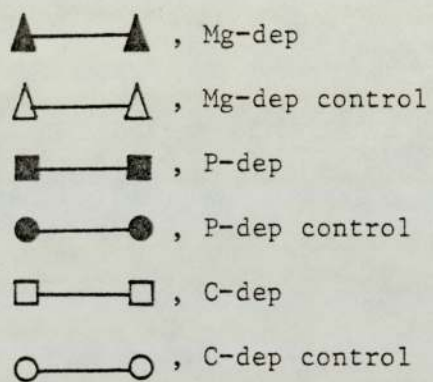 , Mg-dep
, Mg-dep control
, P-dep
, P-dep control
, C-dep
, C-dep control